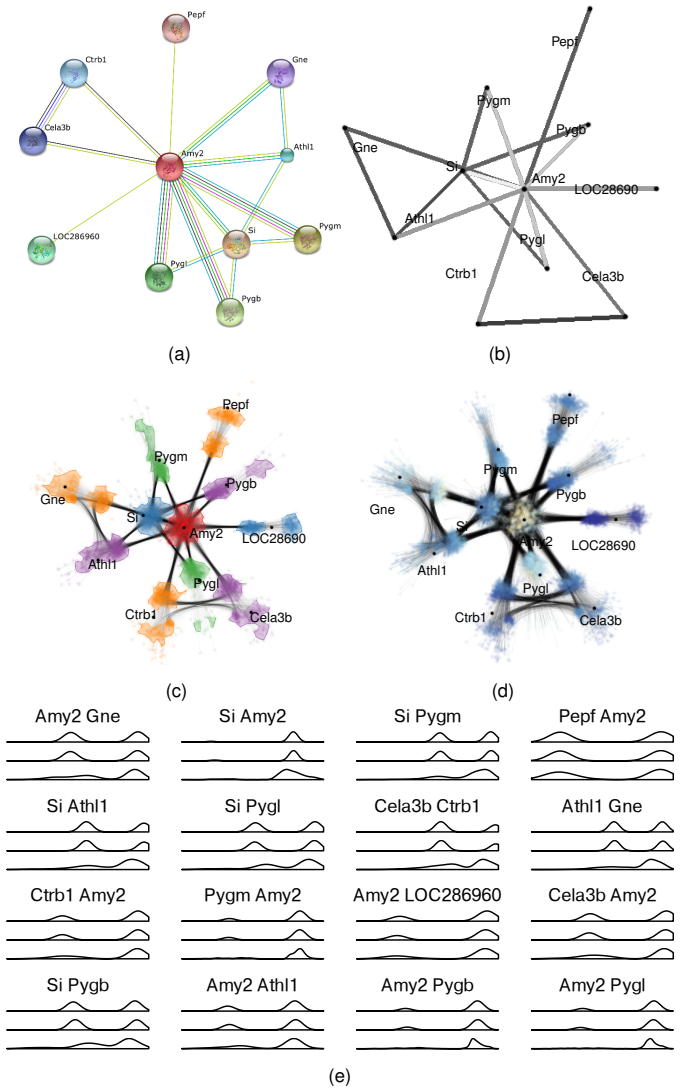 Pepf
Ctrb1
Gne
Cela3b
Amy2
Athl1
LOC286960
Si
Pygm
Pygl
Pygb
(a)
Pepf
Pygm
Pygb
Gne
Si
Amy2
LOC28690
Athl1
Pygl
Ctrb1
Cela3b
(b)
Pepf
Pygm
Pygb
Gne
Si
Amy2
LOC28690
Athl1
Pygl
Ctrb1
Cela3b
(c)
Pepf
Pygm
Pygb
Gne
Si
Amy2
LOC28690
Athl1
Pygl
Ctrb1
Cela3b
(d)
Amy2 Gne Si Amy2 Si Pygm Pepf Amy2
Si Athl1 Si Pygl Cela3b Ctrb1 Athl1 Gne
Ctrb1 Amy2 Pygm Amy2 Amy2 LOC286960 Cela3b Amy2
Si Pygb Amy2 Athl1 Amy2 Pygb Amy2 Pygl
(e)